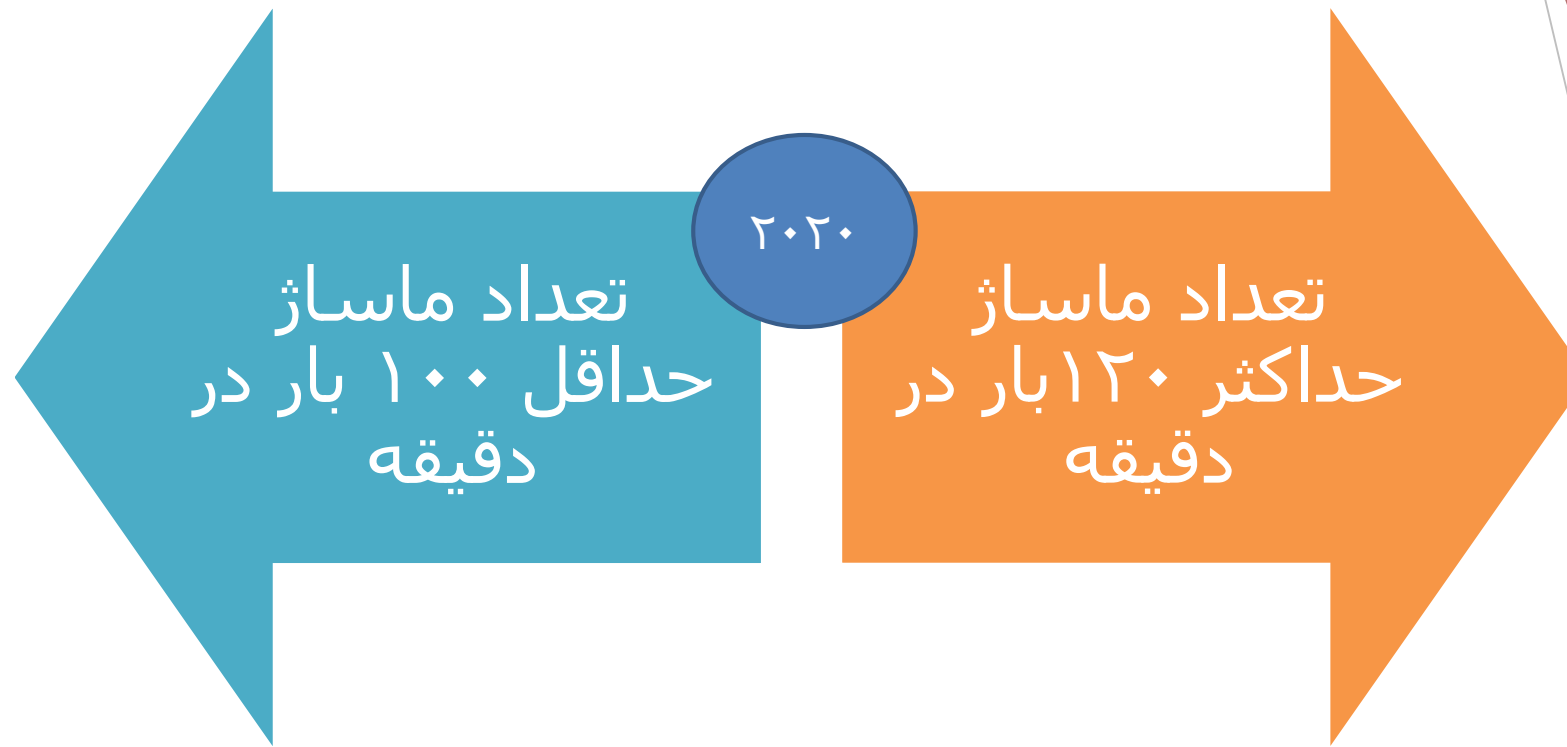 ۲۰۲۰
تعداد ماساژ
حداکثر ۱۲۰بار در
دقیقه
تعداد ماساژ
حداقل ۱۰۰ بار در
دقیقه